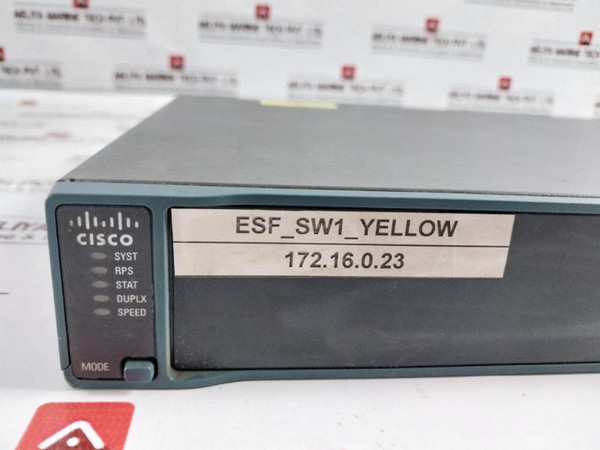 ESF_SW1_YELLOW
172.16.0.23
CISCO
SYST
RPS
STAT
DUPLX
SPEED
MODE